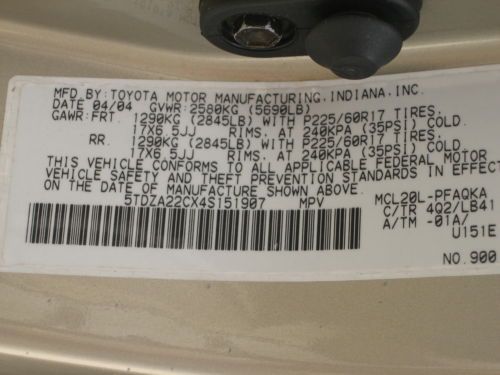 MFD.BY:TOYOTA MOTOR MANUFACTURING,INDIANA,INC.
DATE 04/04 GVWR:2580KG (5690LB)
GAWR:FRT 1290KG (2845LB) WITH P225/60R17 TIRES,
17X6.5JJ RIMS, AT 240KPA (35PSI) COLD.
RR. 1290KG (2845LB) WITH P225/60R17 TIRES,
17X6.5JJ RIMS, AT 240KPA (35PSI) COLD.
THIS VEHICLE CONFORMS TO ALL APPLICABLE FEDERAL MOTOR
VEHICLE SAFETY AND THEFT PREVENTION STANDARDS IN EFFECT
ON THE DATE OF MANUFACTURE SHOWN ABOVE.
5TDZA22CX4S151907 MPV MCL20L-PFAQKA
C/TR 4Q2/LB41
A/TM -01A/
U151E
NO.900